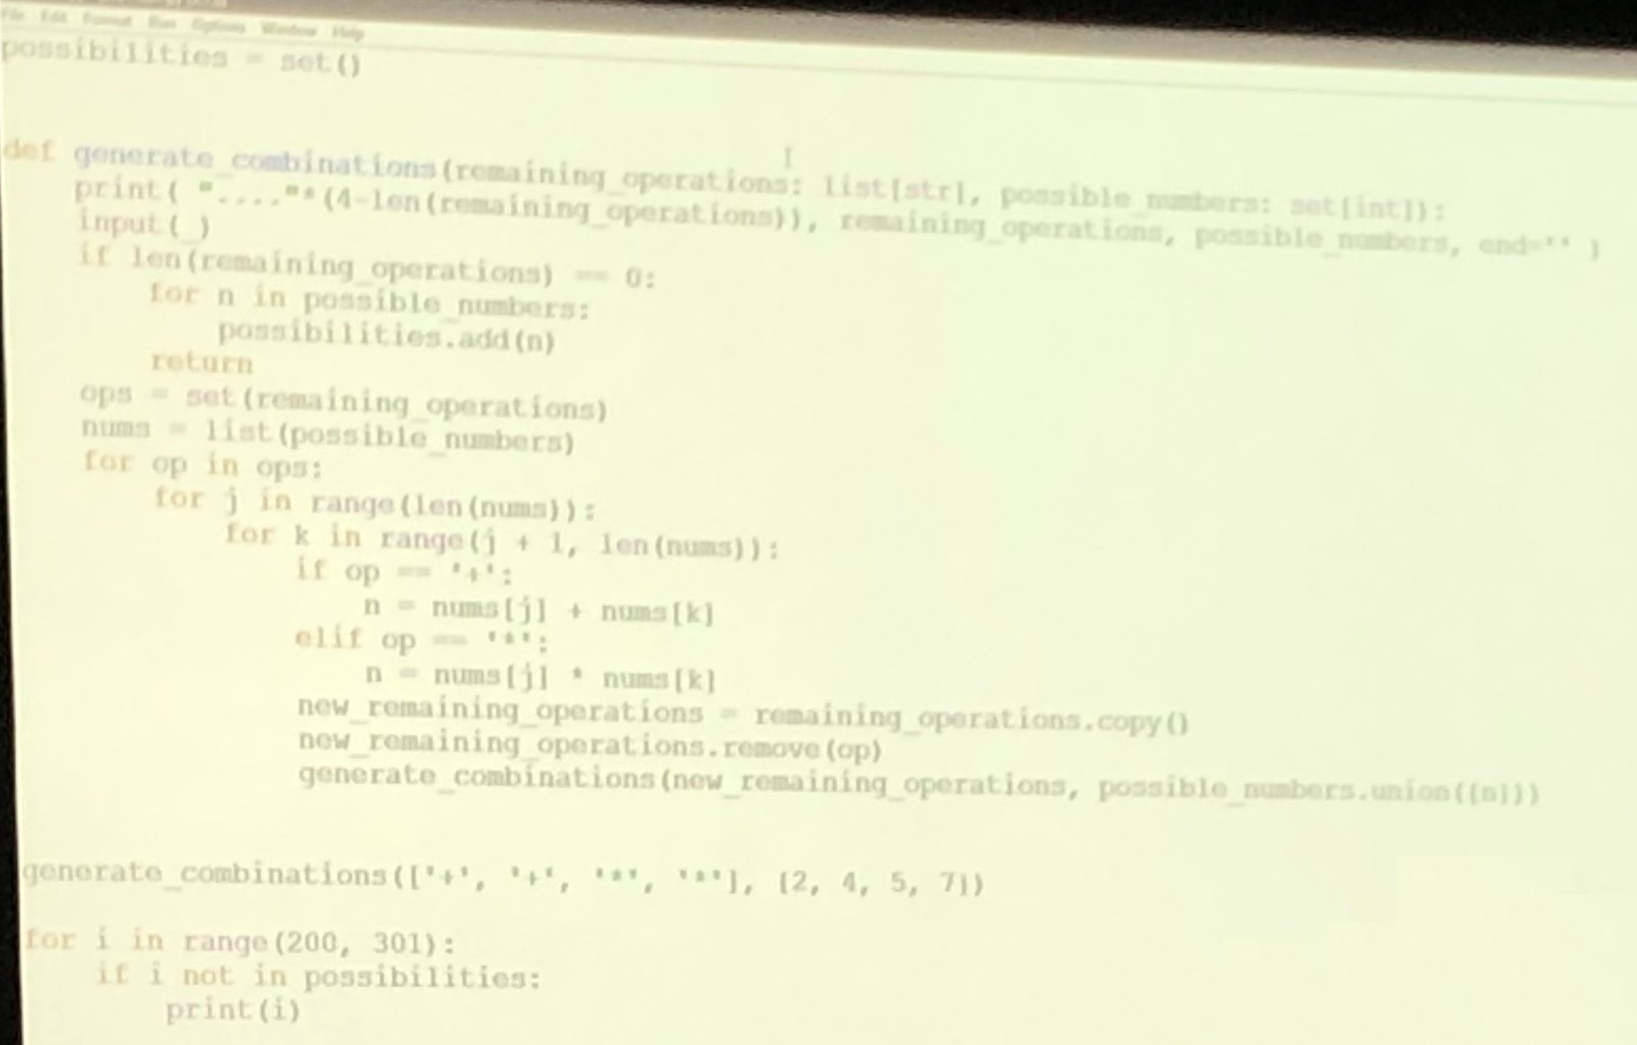 File Edit Format Run Options Window Help
possibilities = set()
def generate_combinations(remaining_operations: list[str], possible_numbers: set[int]):
    print( "...."*(4-len(remaining_operations)), remaining_operations, possible_numbers, end='' )
    input(_)
    if len(remaining_operations) == 0:
        for n in possible_numbers:
            possibilities.add(n)
        return
    ops = set(remaining_operations)
    nums = list(possible_numbers)
    for op in ops:
        for j in range(len(nums)):
            for k in range(j + 1, len(nums)):
                if op == '+':
                    n = nums[j] + nums[k]
                elif op == '*':
                    n = nums[j] * nums[k]
                new_remaining_operations = remaining_operations.copy()
                new_remaining_operations.remove(op)
                generate_combinations(new_remaining_operations, possible_numbers.union({n}))
generate_combinations(['+', '+', '*', '*'], {2, 4, 5, 7})
for i in range(200, 301):
    if i not in possibilities:
        print(i)